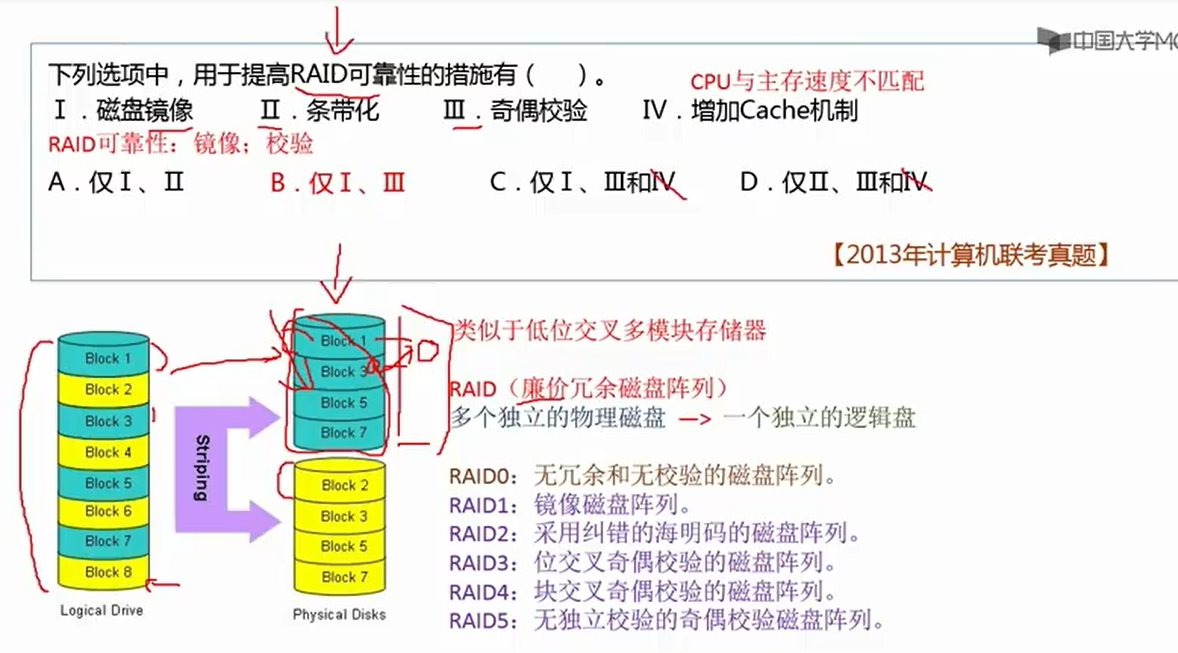 中国大学MO
下列选项中，用于提高RAID可靠性的措施有（ ）。
CPU与主存速度不匹配
Ⅰ．磁盘镜像 Ⅱ．条带化 Ⅲ．奇偶校验 Ⅳ．增加Cache机制
RAID可靠性：镜像；校验
A．仅Ⅰ、Ⅱ B．仅Ⅰ、Ⅲ C．仅Ⅰ、Ⅲ和Ⅳ D．仅Ⅱ、Ⅲ和Ⅳ
【2013年计算机联考真题】
Block 1
Block 2
Block 3
Block 4
Block 5
Block 6
Block 7
Block 8
Logical Drive
Striping
Block 1
Block 3
Block 5
Block 7
Block 2
Block 3
Block 5
Block 7
Physical Disks
类似于低位交叉多模块存储器
RAID（廉价冗余磁盘阵列）
多个独立的物理磁盘 —> 一个独立的逻辑盘
RAID0：无冗余和无校验的磁盘阵列。
RAID1：镜像磁盘阵列。
RAID2：采用纠错的海明码的磁盘阵列。
RAID3：位交叉奇偶校验的磁盘阵列。
RAID4：块交叉奇偶校验的磁盘阵列。
RAID5：无独立校验的奇偶校验磁盘阵列。